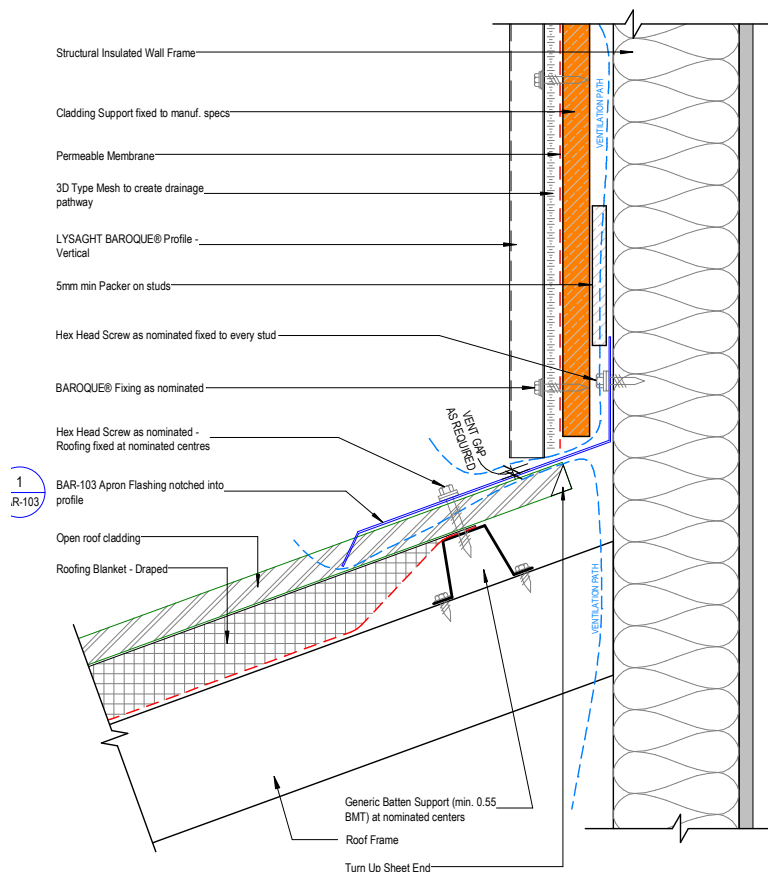 Structural Insulated Wall Frame
Cladding Support fixed to manuf. specs
Permeable Membrane
3D Type Mesh to create drainage
pathway
LYSAGHT BAROQUE® Profile -
Vertical
5mm min Packer on studs
Hex Head Screw as nominated fixed to every stud
BAROQUE® Fixing as nominated
Hex Head Screw as nominated -
Roofing fixed at nominated centres
BAR-103 Apron Flashing notched into
profile
Open roof cladding
Roofing Blanket - Draped
1
R-103
VENTILATION PATH
VENT GAP
AS REQUIRED
VENTILATION PATH
Generic Batten Support (min. 0.55
BMT) at nominated centers
Roof Frame
Turn Up Sheet End